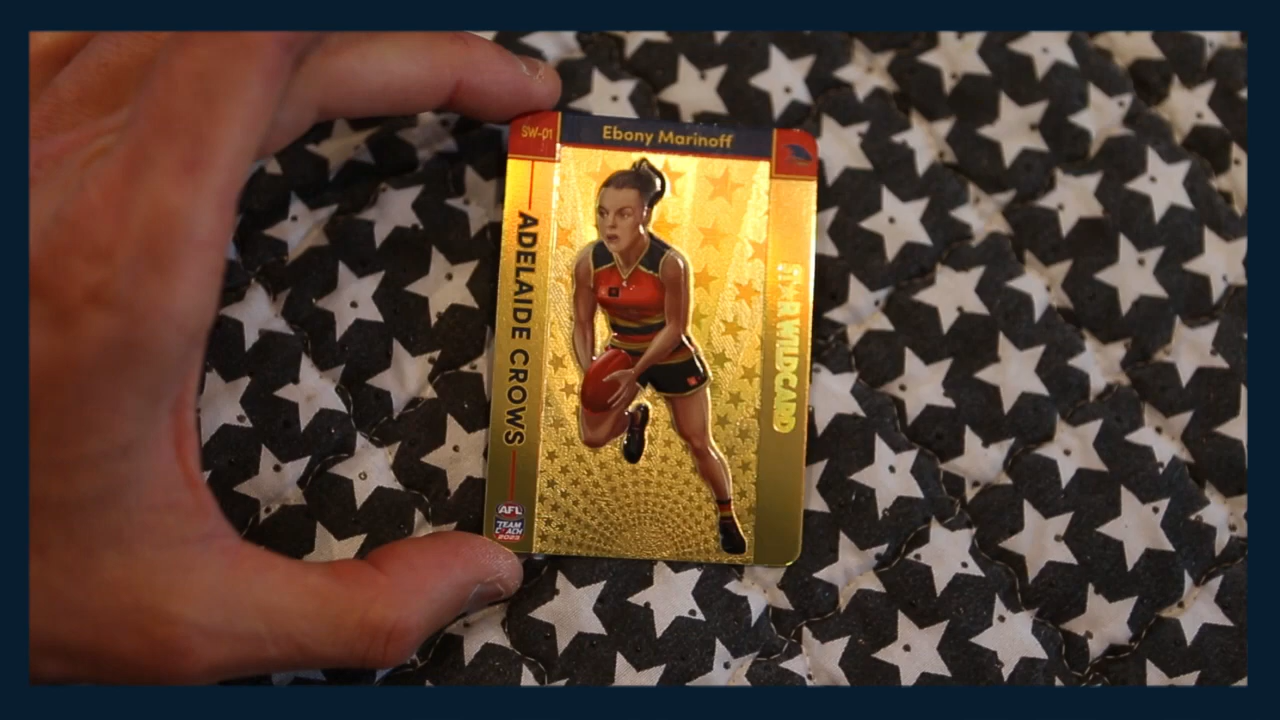 SW-01
Ebony Marinoff
ADELAIDE CROWS
STAR WILDCARD
AFL
TEAM
COACH
2023